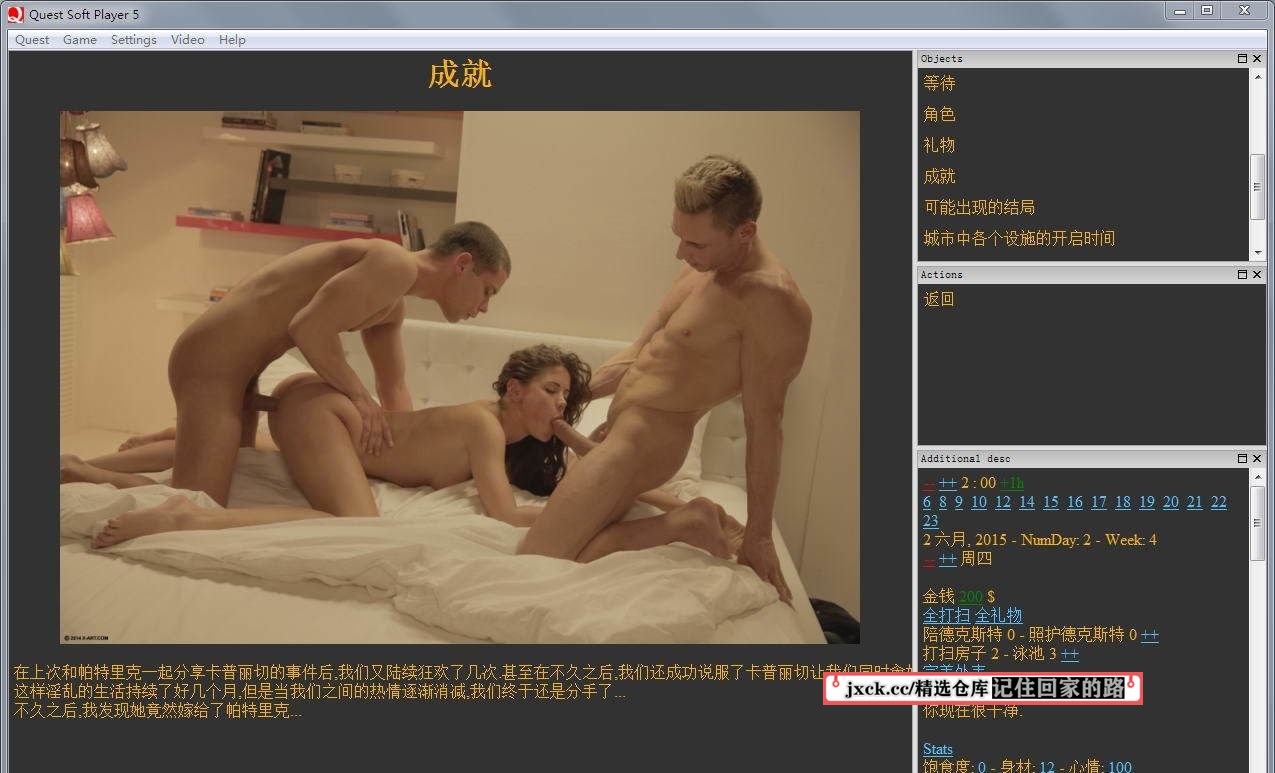 Quest Soft Player 5
Quest Game Settings Video Help
成就
© 2014 X-ART.COM
在上次和帕特里克一起分享卡普丽切的事件后,我们又陆续狂欢了几次.甚至在不久之后,我们还成功说服了卡普丽切让我们同时
这样淫乱的生活持续了好几个月.但是当我们之间的热情逐渐消减,我们终于还是分手了...
不久之后,我发现她竟然嫁给了帕特里克...
Objects
等待
角色
礼物
成就
可能出现的结局
城市中各个设施的开启时间
Actions
返回
Additional desc
-- ++ 2 : 00 +1h
6 8 9 10 12 14 15 16 17 18 19 20 21 22
23
2 六月, 2015 - NumDay: 2 - Week: 4
-- ++ 周四
金钱 200 $
全打扫 全礼物
陪德克斯特 0 - 照护德克斯特 0 ++
打扫房子 2 - 泳池 3 ++
jxck.cc/精选仓库 记住回家的路
你现在很干净.
Stats
饱食度: 0 - 身材: 12 - 心情: 100